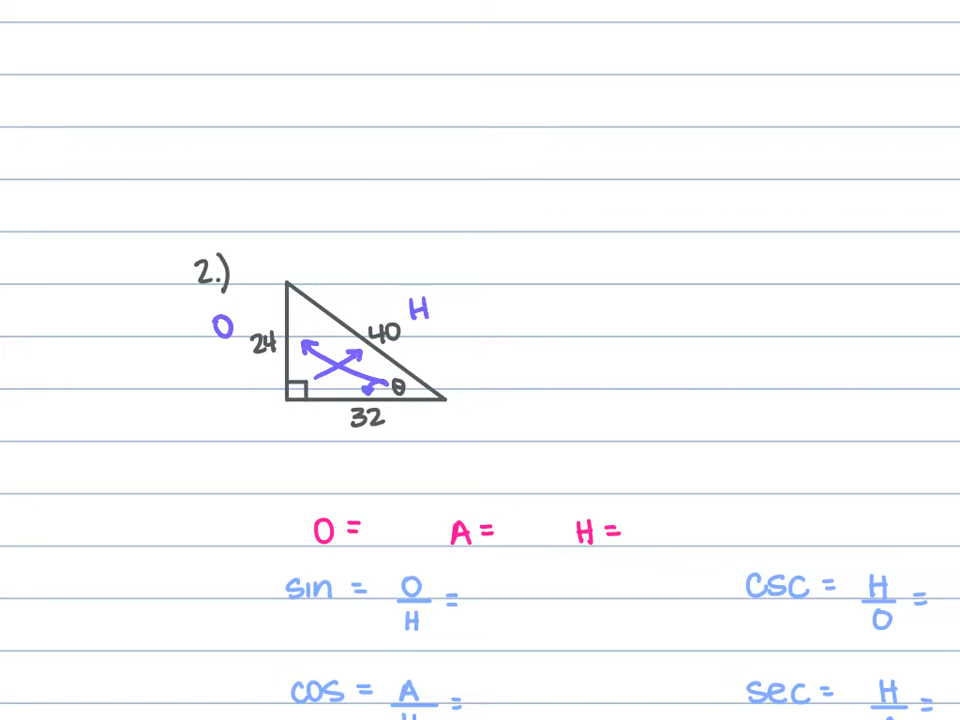 2.)
O 24 40 H
θ
32
O = A = H =
sin = O/H = csc = H/O =
cos = A/H = sec = H/A =